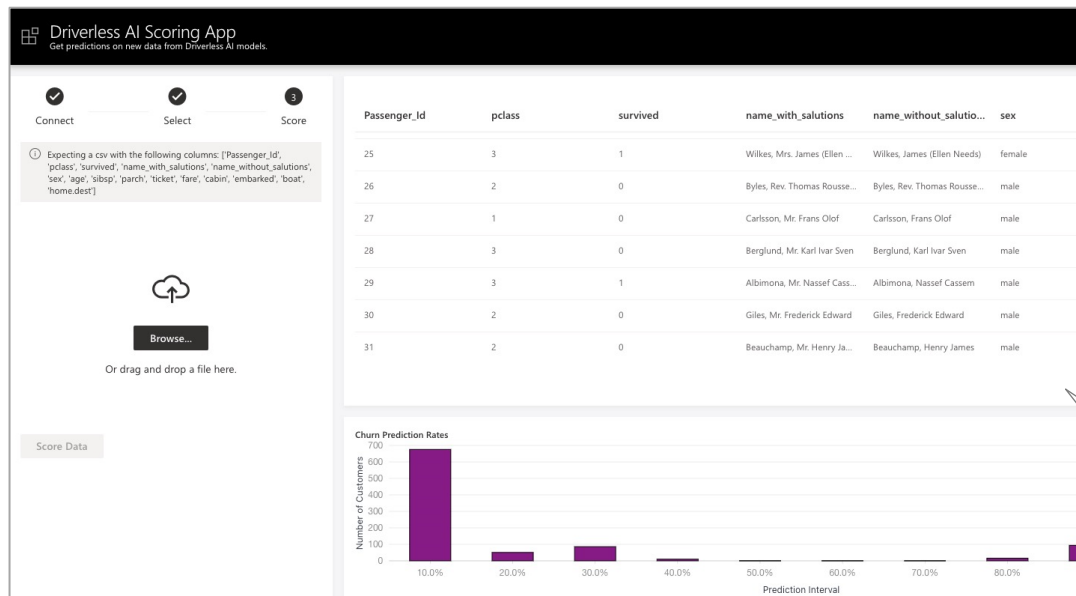 Driverless AI Scoring App
Get predictions on new data from Driverless AI models.
3
Connect Select Score
Expecting a csv with the following columns: ['Passenger_Id',
'pclass', 'survived', 'name_with_salutions', 'name_without_salutions',
'sex', 'age', 'sibsp', 'parch', 'ticket', 'fare', 'cabin', 'embarked', 'boat',
'home.dest']
Browse...
Or drag and drop a file here.
Score Data
Passenger_Id pclass survived name_with_salutions name_without_salutio... sex
25 3 1 Wilkes, Mrs. James (Ellen ... Wilkes, James (Ellen Needs) female
26 2 0 Byles, Rev. Thomas Rousse... Byles, Rev. Thomas Rousse... male
27 1 0 Carlsson, Mr. Frans Olof Carlsson, Frans Olof male
28 3 0 Berglund, Mr. Karl Ivar Sven Berglund, Karl Ivar Sven male
29 3 1 Albimona, Mr. Nassef Cass... Albimona, Nassef Cassem male
30 2 0 Giles, Mr. Frederick Edward Giles, Frederick Edward male
31 2 0 Beauchamp, Mr. Henry Ja... Beauchamp, Henry James male
Churn Prediction Rates
Number of Customers
700
600
500
400
300
200
100
0
10.0% 20.0% 30.0% 40.0% 50.0% 60.0% 70.0% 80.0%
Prediction Interval